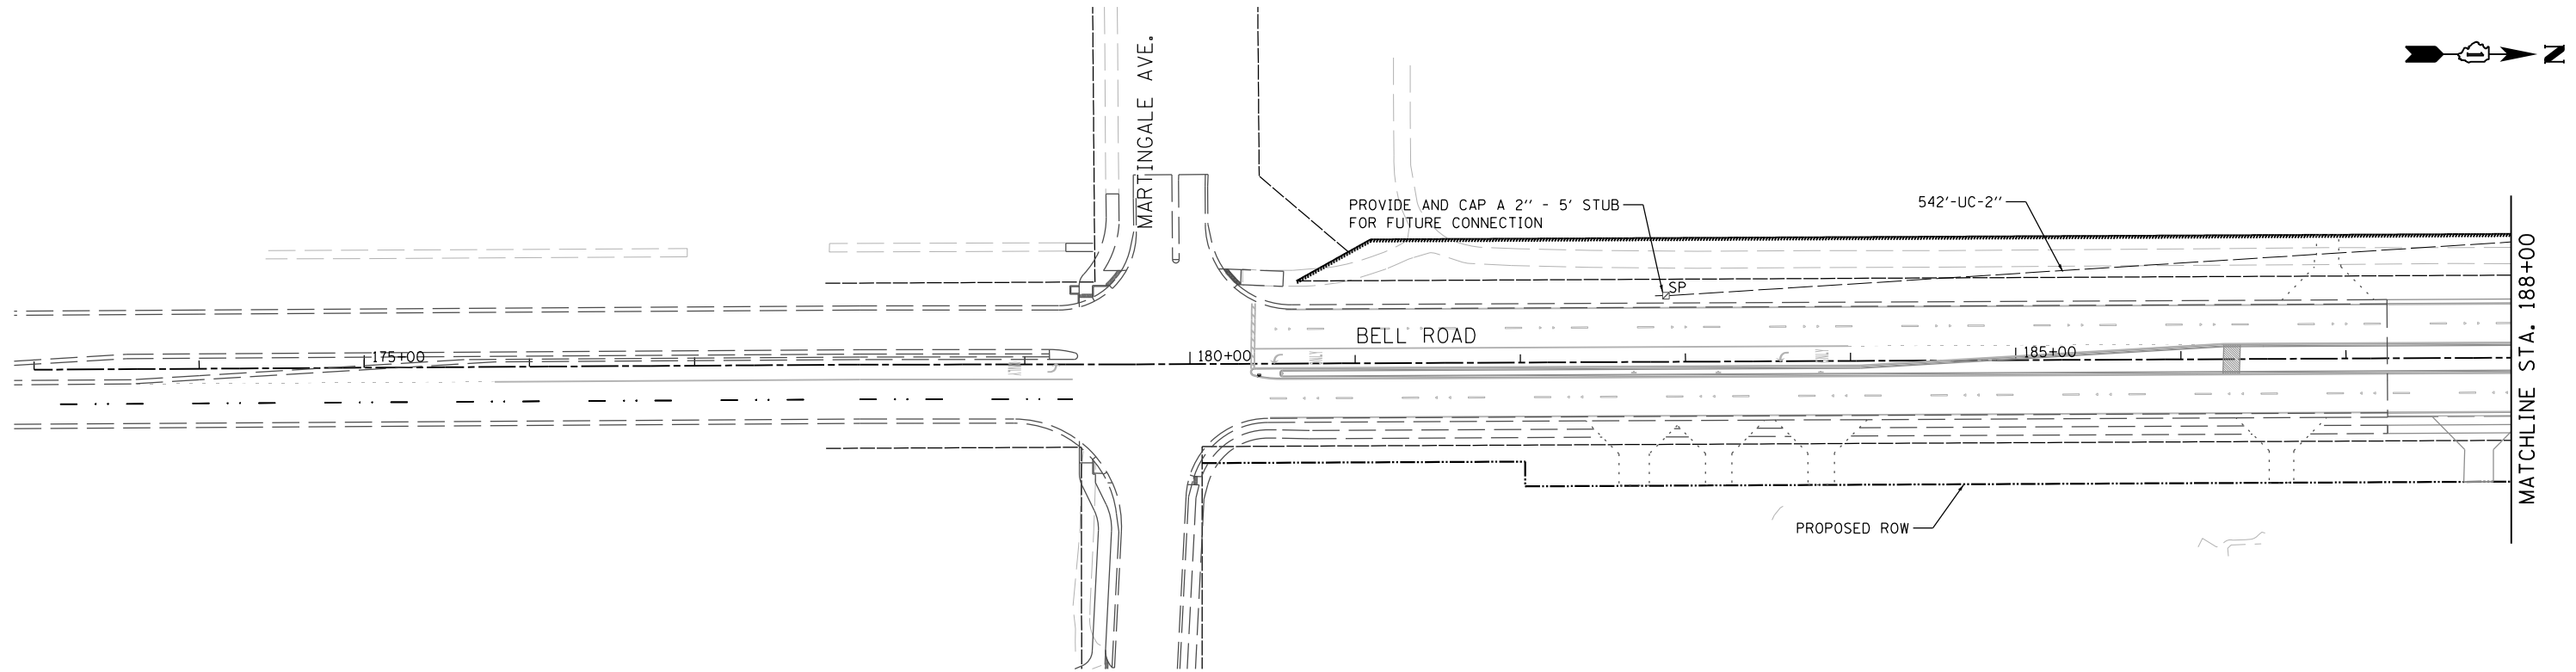 MARTINGALE AVE.
N
PROVIDE AND CAP A 2'' - 5' STUB
FOR FUTURE CONNECTION
542'-UC-2''
SP
BELL ROAD
175+00
180+00
185+00
MATCHLINE STA. 188+00
PROPOSED ROW